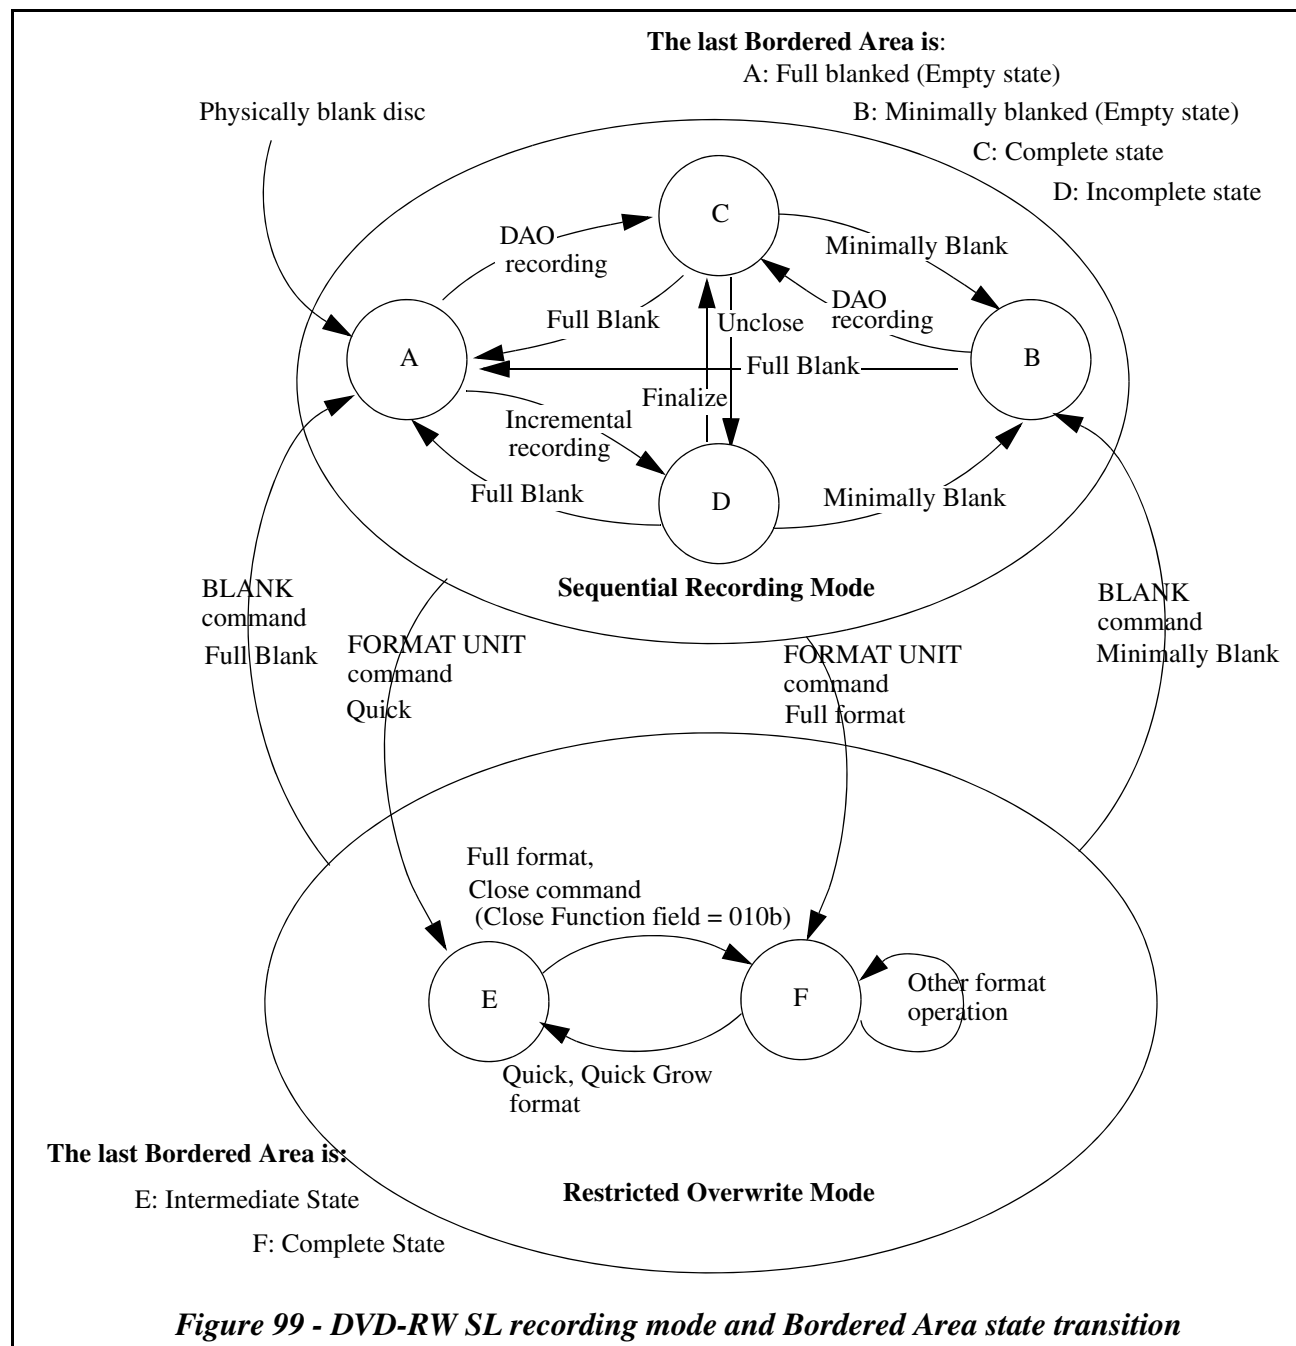 The last Bordered Area is:
A: Full blanked (Empty state)
Physically blank disc
B: Minimally blanked (Empty state)
C: Complete state
D: Incomplete state
C
DAO
recording
Minimally Blank
DAO
recording
Full Blank
Unclose
A
B
Full Blank
Finalize
Incremental
recording
Full Blank
D
Minimally Blank
Sequential Recording Mode
BLANK
command
Full Blank
FORMAT UNIT
command
Quick
FORMAT UNIT
command
Full format
BLANK
command
Minimally Blank
Full format,
Close command
(Close Function field = 010b)
E
F
Other format
operation
Quick, Quick Grow
format
The last Bordered Area is:
E: Intermediate State
F: Complete State
Restricted Overwrite Mode
Figure 99 - DVD-RW SL recording mode and Bordered Area state transition